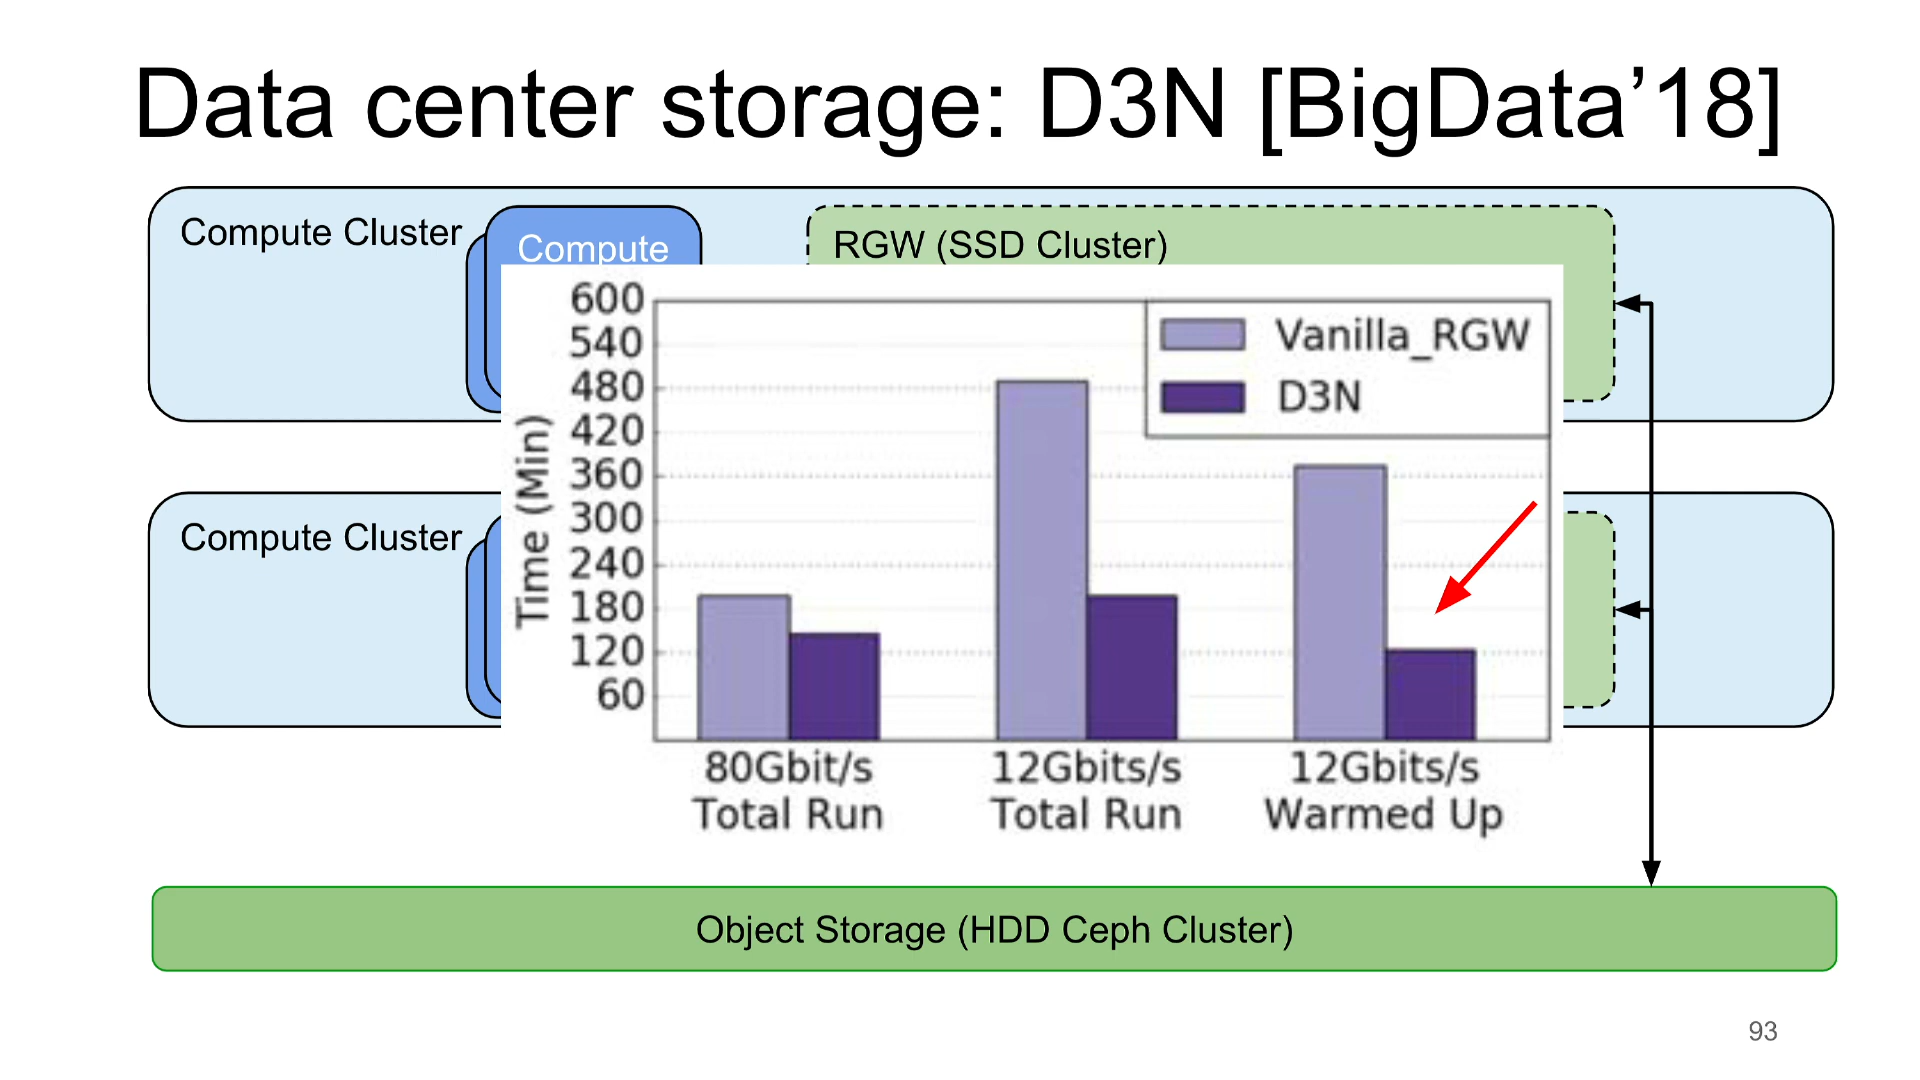 Data center storage: D3N [BigData’18]
Compute Cluster
Compute
RGW (SSD Cluster)
600
540
480
420
360
300
240
180
120
60
Time (Min)
Vanilla_RGW
D3N
80Gbit/s
Total Run
12Gbits/s
Total Run
12Gbits/s
Warmed Up
Compute Cluster
Object Storage (HDD Ceph Cluster)
93